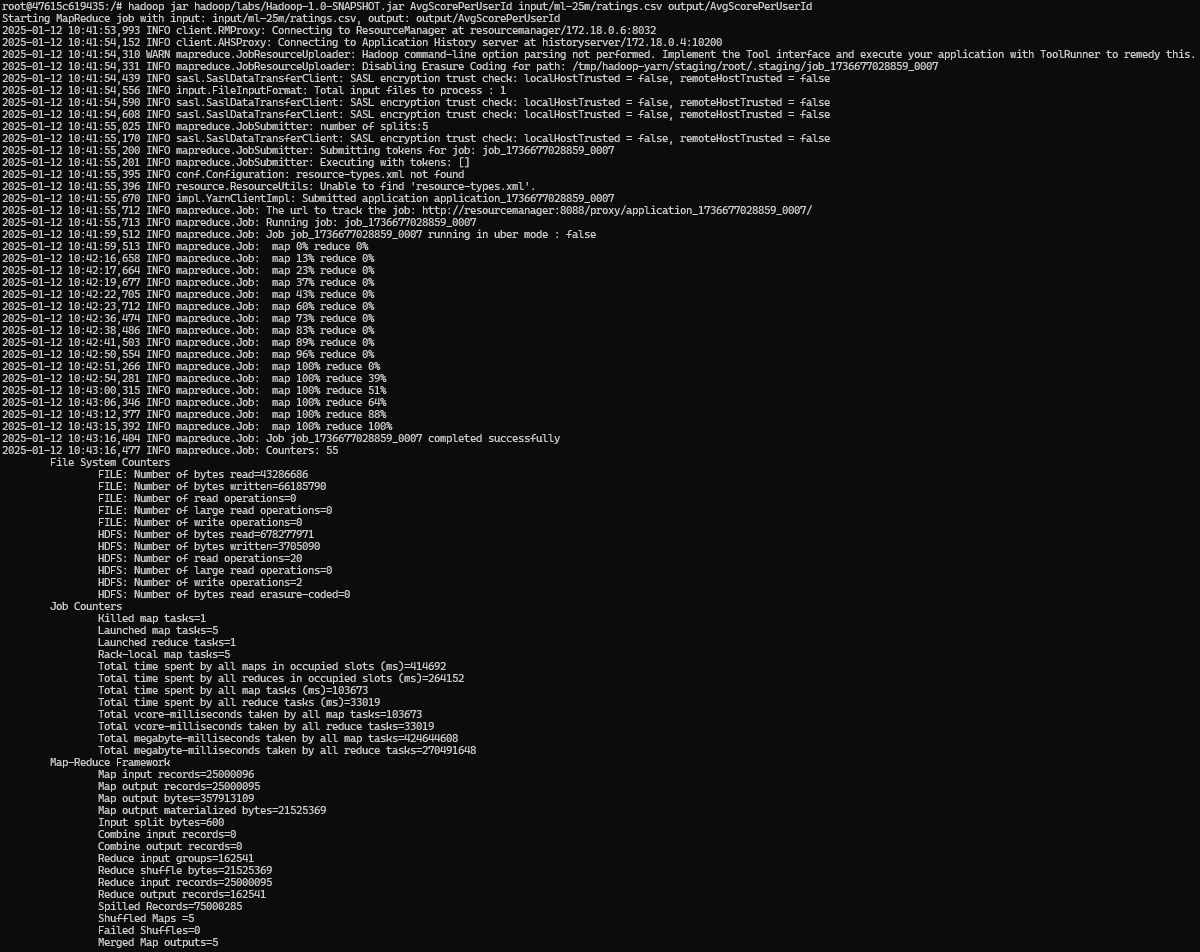 root@47615c619435:/# hadoop jar hadoop/labs/Hadoop-1.0-SNAPSHOT.jar AvgScorePerUserId input/ml-25m/ratings.csv output/AvgScorePerUserId
Starting MapReduce job with input: input/ml-25m/ratings.csv, output: output/AvgScorePerUserId
2025-01-12 10:41:53,993 INFO client.RMProxy: Connecting to ResourceManager at resourcemanager/172.18.0.6:8032
2025-01-12 10:41:54,152 INFO client.AHSProxy: Connecting to Application History server at historyserver/172.18.0.4:10200
2025-01-12 10:41:54,310 WARN mapreduce.JobResourceUploader: Hadoop command-line option parsing not performed. Implement the Tool interface and execute your application with ToolRunner to remedy this.
2025-01-12 10:41:54,331 INFO mapreduce.JobResourceUploader: Disabling Erasure Coding for path: /tmp/hadoop-yarn/staging/root/.staging/job_1736677028859_0007
2025-01-12 10:41:54,439 INFO sasl.SaslDataTransferClient: SASL encryption trust check: localHostTrusted = false, remoteHostTrusted = false
2025-01-12 10:41:54,556 INFO input.FileInputFormat: Total input files to process : 1
2025-01-12 10:41:54,590 INFO sasl.SaslDataTransferClient: SASL encryption trust check: localHostTrusted = false, remoteHostTrusted = false
2025-01-12 10:41:54,608 INFO sasl.SaslDataTransferClient: SASL encryption trust check: localHostTrusted = false, remoteHostTrusted = false
2025-01-12 10:41:55,025 INFO mapreduce.JobSubmitter: number of splits:5
2025-01-12 10:41:55,170 INFO sasl.SaslDataTransferClient: SASL encryption trust check: localHostTrusted = false, remoteHostTrusted = false
2025-01-12 10:41:55,200 INFO mapreduce.JobSubmitter: Submitting tokens for job: job_1736677028859_0007
2025-01-12 10:41:55,201 INFO mapreduce.JobSubmitter: Executing with tokens: []
2025-01-12 10:41:55,395 INFO conf.Configuration: resource-types.xml not found
2025-01-12 10:41:55,396 INFO resource.ResourceUtils: Unable to find 'resource-types.xml'.
2025-01-12 10:41:55,670 INFO impl.YarnClientImpl: Submitted application application_1736677028859_0007
2025-01-12 10:41:55,712 INFO mapreduce.Job: The url to track the job: http://resourcemanager:8088/proxy/application_1736677028859_0007/
2025-01-12 10:41:55,713 INFO mapreduce.Job: Running job: job_1736677028859_0007
2025-01-12 10:41:59,512 INFO mapreduce.Job: Job job_1736677028859_0007 running in uber mode : false
2025-01-12 10:41:59,513 INFO mapreduce.Job:  map 0% reduce 0%
2025-01-12 10:42:16,658 INFO mapreduce.Job:  map 13% reduce 0%
2025-01-12 10:42:17,664 INFO mapreduce.Job:  map 23% reduce 0%
2025-01-12 10:42:19,677 INFO mapreduce.Job:  map 37% reduce 0%
2025-01-12 10:42:22,705 INFO mapreduce.Job:  map 43% reduce 0%
2025-01-12 10:42:23,712 INFO mapreduce.Job:  map 60% reduce 0%
2025-01-12 10:42:36,474 INFO mapreduce.Job:  map 73% reduce 0%
2025-01-12 10:42:38,486 INFO mapreduce.Job:  map 83% reduce 0%
2025-01-12 10:42:41,503 INFO mapreduce.Job:  map 89% reduce 0%
2025-01-12 10:42:50,554 INFO mapreduce.Job:  map 96% reduce 0%
2025-01-12 10:42:51,266 INFO mapreduce.Job:  map 100% reduce 0%
2025-01-12 10:42:54,281 INFO mapreduce.Job:  map 100% reduce 39%
2025-01-12 10:43:00,315 INFO mapreduce.Job:  map 100% reduce 51%
2025-01-12 10:43:06,346 INFO mapreduce.Job:  map 100% reduce 64%
2025-01-12 10:43:12,377 INFO mapreduce.Job:  map 100% reduce 88%
2025-01-12 10:43:15,392 INFO mapreduce.Job:  map 100% reduce 100%
2025-01-12 10:43:16,404 INFO mapreduce.Job: Job job_1736677028859_0007 completed successfully
2025-01-12 10:43:16,477 INFO mapreduce.Job: Counters: 55
File System Counters
FILE: Number of bytes read=43286686
FILE: Number of bytes written=66185790
FILE: Number of read operations=0
FILE: Number of large read operations=0
FILE: Number of write operations=0
HDFS: Number of bytes read=678277971
HDFS: Number of bytes written=3705090
HDFS: Number of read operations=20
HDFS: Number of large read operations=0
HDFS: Number of write operations=2
HDFS: Number of bytes read erasure-coded=0
Job Counters
Killed map tasks=1
Launched map tasks=5
Launched reduce tasks=1
Rack-local map tasks=5
Total time spent by all maps in occupied slots (ms)=414692
Total time spent by all reduces in occupied slots (ms)=264152
Total time spent by all map tasks (ms)=103673
Total time spent by all reduce tasks (ms)=33019
Total vcore-milliseconds taken by all map tasks=103673
Total vcore-milliseconds taken by all reduce tasks=33019
Total megabyte-milliseconds taken by all map tasks=424644608
Total megabyte-milliseconds taken by all reduce tasks=270491648
Map-Reduce Framework
Map input records=25000096
Map output records=25000095
Map output bytes=357913109
Map output materialized bytes=21525369
Input split bytes=600
Combine input records=0
Combine output records=0
Reduce input groups=162541
Reduce shuffle bytes=21525369
Reduce input records=25000095
Reduce output records=162541
Spilled Records=75000285
Shuffled Maps =5
Failed Shuffles=0
Merged Map outputs=5